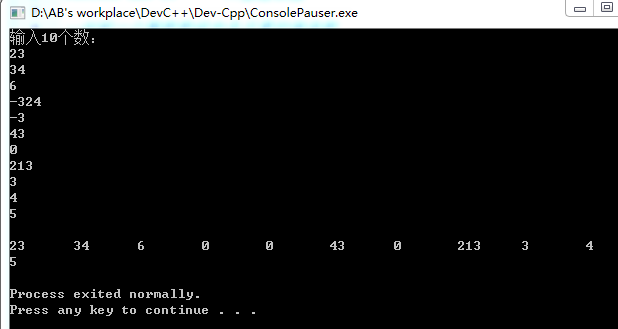 D:\AB's workplace\DevC++\Dev-Cpp\ConsolePauser.exe
输入10个数:
23
34
6
-324
-3
43
0
213
3
4
5
23 34 6 0 0 43 0 213 3 4
5
Process exited normally.
Press any key to continue . . .